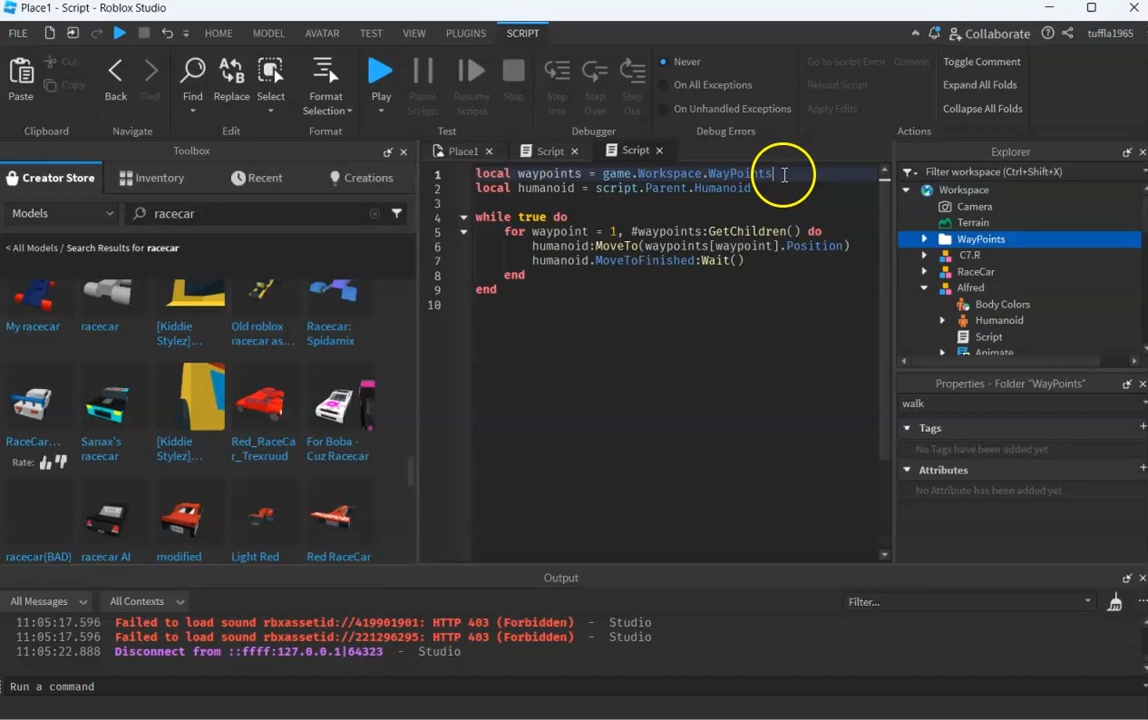 Place1 - Script - Roblox Studio
FILE HOME MODEL AVATAR TEST VIEW PLUGINS SCRIPT Collaborate tuffla1965
Paste Cut Copy Back Fwd Find Replace Select Format Selection Play Pause Scripts Resume Scripts Stop Step Into Step Over Step Out
Never
On All Exceptions
On Unhandled Exceptions
Go to Script Error Commit
Reload Script
Apply Edits
Toggle Comment
Expand All Folds
Collapse All Folds
Clipboard Navigate Edit Format Test Debugger Debug Errors Actions
Toolbox
Creator Store Inventory Recent Creations
Models racecar
< All Models / Search Results for racecar
My racecar racecar [Kiddie Stylez]... Old roblox racecar as... Racecar: Spidamix
RaceCar... Sanax's racecar [Kiddie Stylez]... Red_RaceCar_Trexruud For Boba - Cuz Racecar
Rate:
racecar(BAD) racecar AI modified Light Red Red RaceCar
Place1 Script Script
1 local waypoints = game.Workspace.WayPoints
2 local humanoid = script.Parent.Humanoid
3
4 while true do
5 for waypoint = 1, #waypoints:GetChildren() do
6 humanoid:MoveTo(waypoints[waypoint].Position)
7 humanoid.MoveToFinished:Wait()
8 end
9 end
10
Explorer
Filter workspace (Ctrl+Shift+X)
Workspace
Camera
Terrain
WayPoints
C7.R
RaceCar
Alfred
Body Colors
Humanoid
Script
Animate
Properties - Folder "WayPoints"
walk
Tags
No Tags have been added yet
Attributes
No Attribute has been added yet
Output
All Messages All Contexts Filter...
11:05:17.596 Failed to load sound rbxassetid://419901901: HTTP 403 (Forbidden) - Studio
11:05:17.596 Failed to load sound rbxassetid://221296295: HTTP 403 (Forbidden) - Studio
11:05:22.888 Disconnect from ::ffff:127.0.0.1|64323 - Studio
Run a command